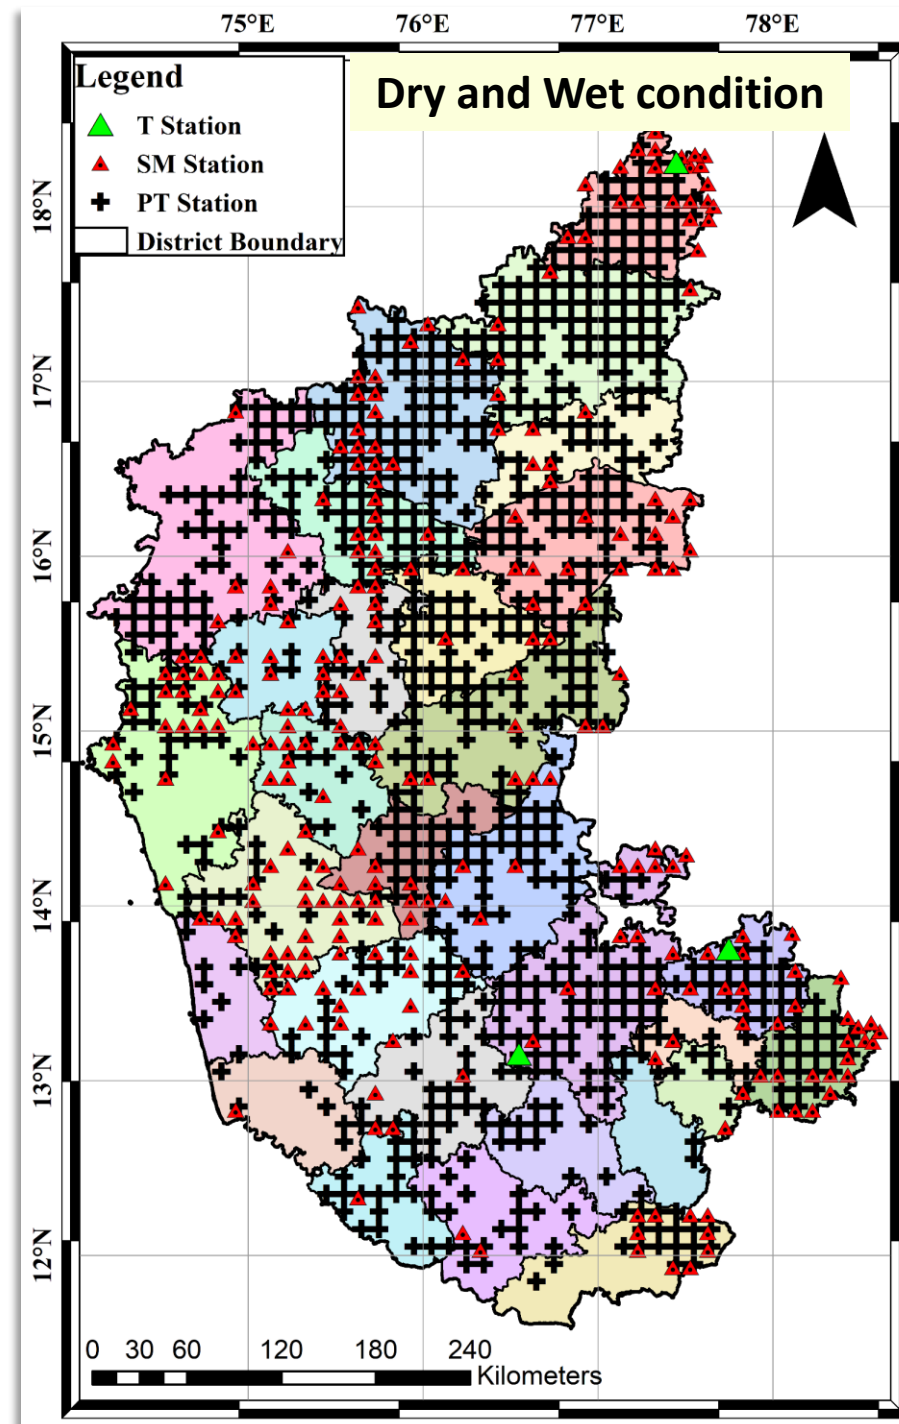 75°E 76°E 77°E 78°E
Legend
Dry and Wet condition
T Station
SM Station
PT Station
District Boundary
18°N
17°N
16°N
15°N
14°N
13°N
12°N
0 30 60 120 180 240
Kilometers